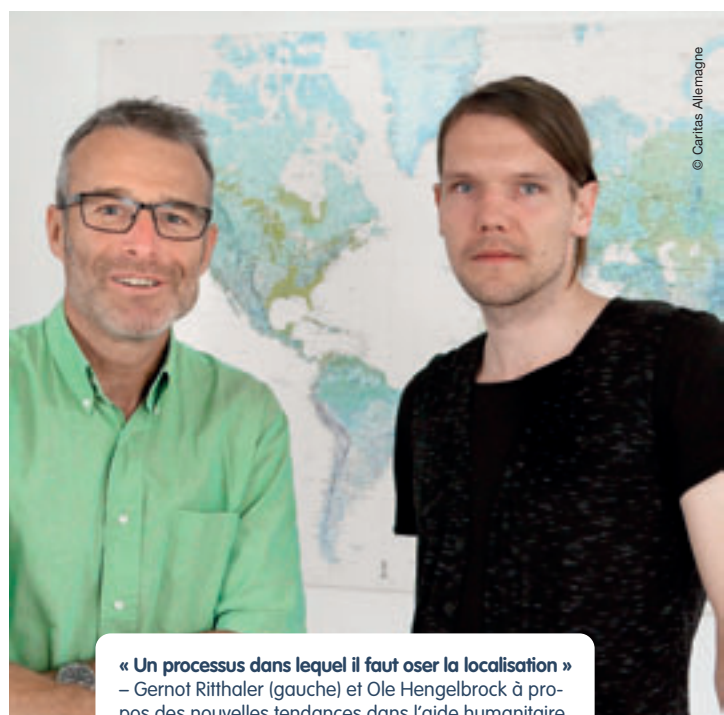 © Caritas Allemagne
« Un processus dans lequel il faut oser la localisation »
– Gernot Ritthaler (gauche) et Ole Hengelbrock à pro-
pos des nouvelles tendances dans l’aide humanitaire